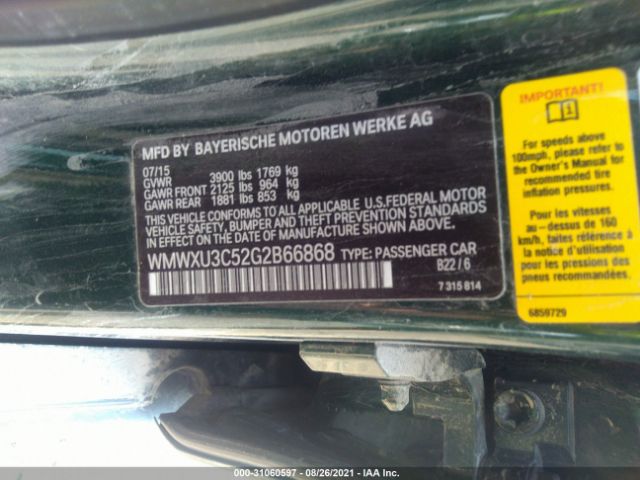 MFD BY BAYERISCHE MOTOREN WERKE AG
07/15
GVWR 3900 lbs 1769 kg
GAWR FRONT 2125 lbs 964 kg
GAWR REAR 1881 lbs 853 kg
THIS VEHICLE CONFORMS TO ALL APPLICABLE U.S.FEDERAL MOTOR
VEHICLE SAFETY, BUMPER AND THEFT PREVENTION STANDARDS
IN EFFECT ON THE DATE OF MANUFACTURE SHOWN ABOVE.
WMWXU3C52G2B66868 TYPE: PASSENGER CAR
B22 / 6
7 315 814
IMPORTANT!
For speeds above
100mph, please refer to
the Owner's Manual for
recommended tire
inflation pressures.
Pour les vitesses
au-dessus de 160
km/h, faites référence à
la notice d'utilisation
pour les pressions des
pneus recommandées.
6859729
000-31060597 - 08/26/2021 - IAA Inc.